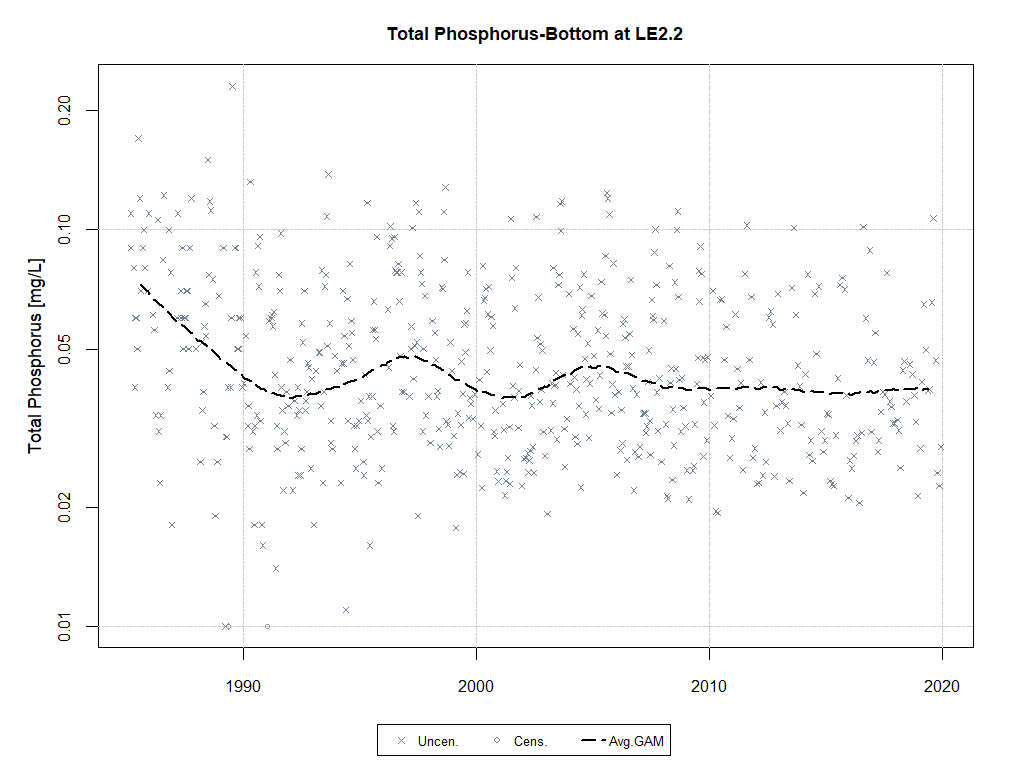 Total Phosphorus-Bottom at LE2.2
Total Phosphorus [mg/L]
0.20
0.10
0.05
0.02
0.01
1990 2000 2010 2020
Uncen. Cens. Avg.GAM